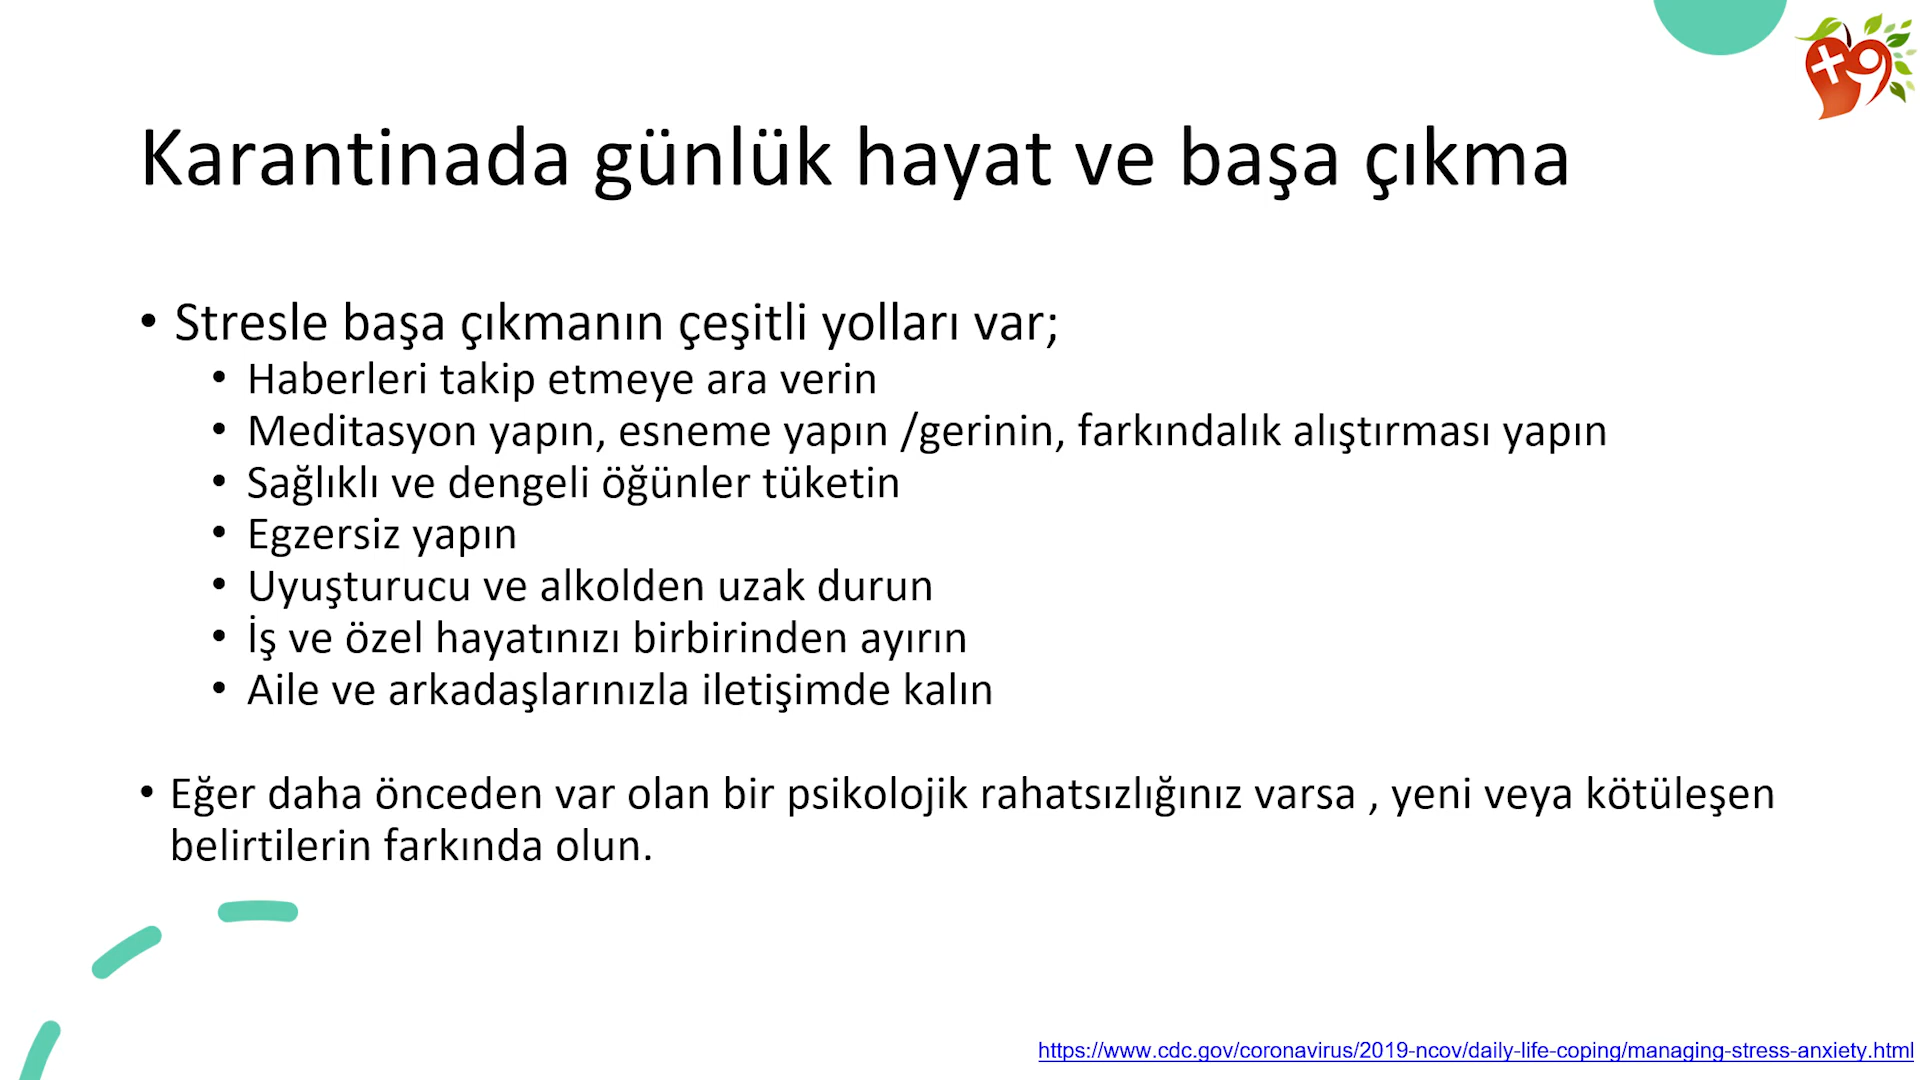 Karantinada günlük hayat ve başa çıkma
• Stresle başa çıkmanın çeşitli yolları var;
• Haberleri takip etmeye ara verin
• Meditasyon yapın, esneme yapın /gerinin, farkındalık alıştırması yapın
• Sağlıklı ve dengeli öğünler tüketin
• Egzersiz yapın
• Uyuşturucu ve alkolden uzak durun
• İş ve özel hayatınızı birbirinden ayırın
• Aile ve arkadaşlarınızla iletişimde kalın
• Eğer daha önceden var olan bir psikolojik rahatsızlığınız varsa , yeni veya kötüleşen
belirtilerin farkında olun.
https://www.cdc.gov/coronavirus/2019-ncov/daily-life-coping/managing-stress-anxiety.html